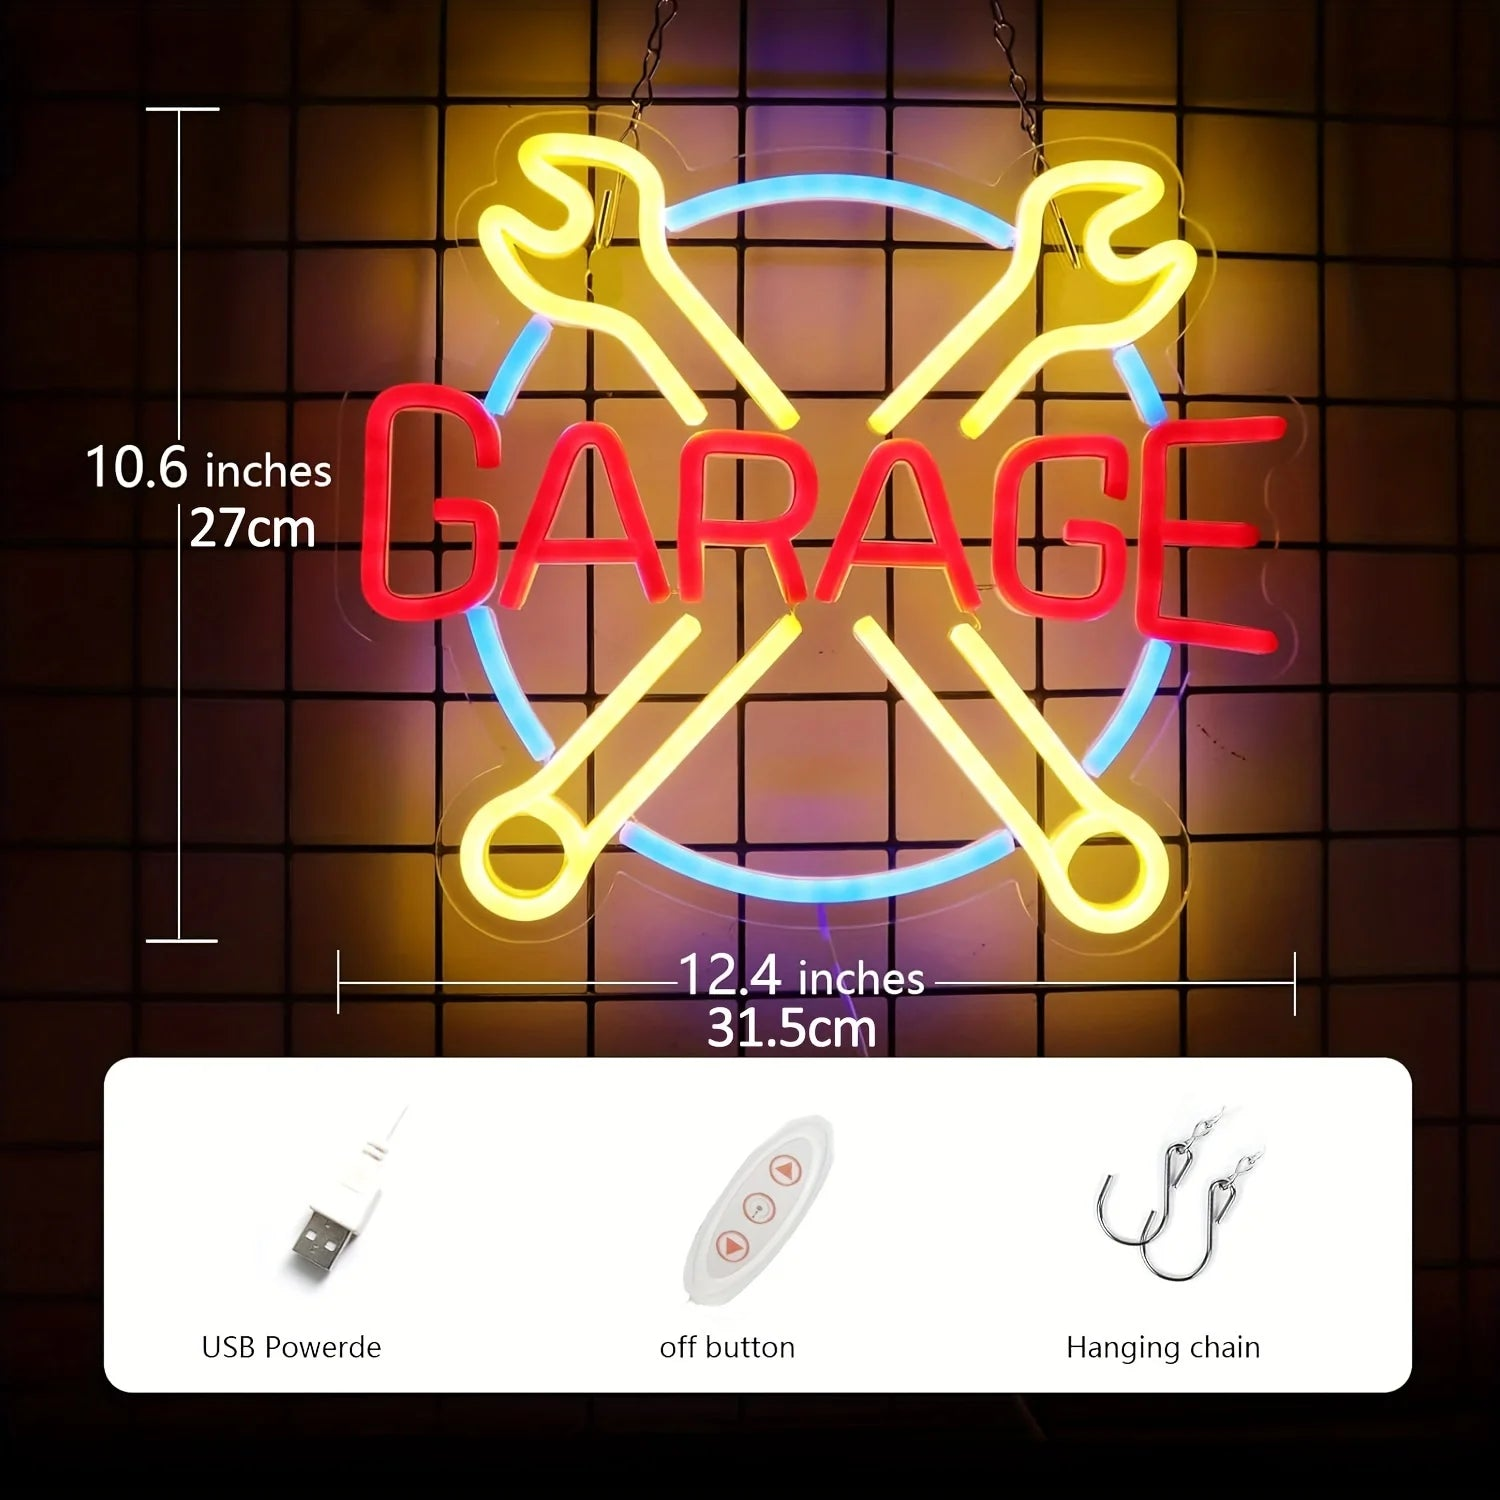 GARAGE
10.6 inches
27cm
12.4 inches
31.5cm
USB Powerde
off button
Hanging chain